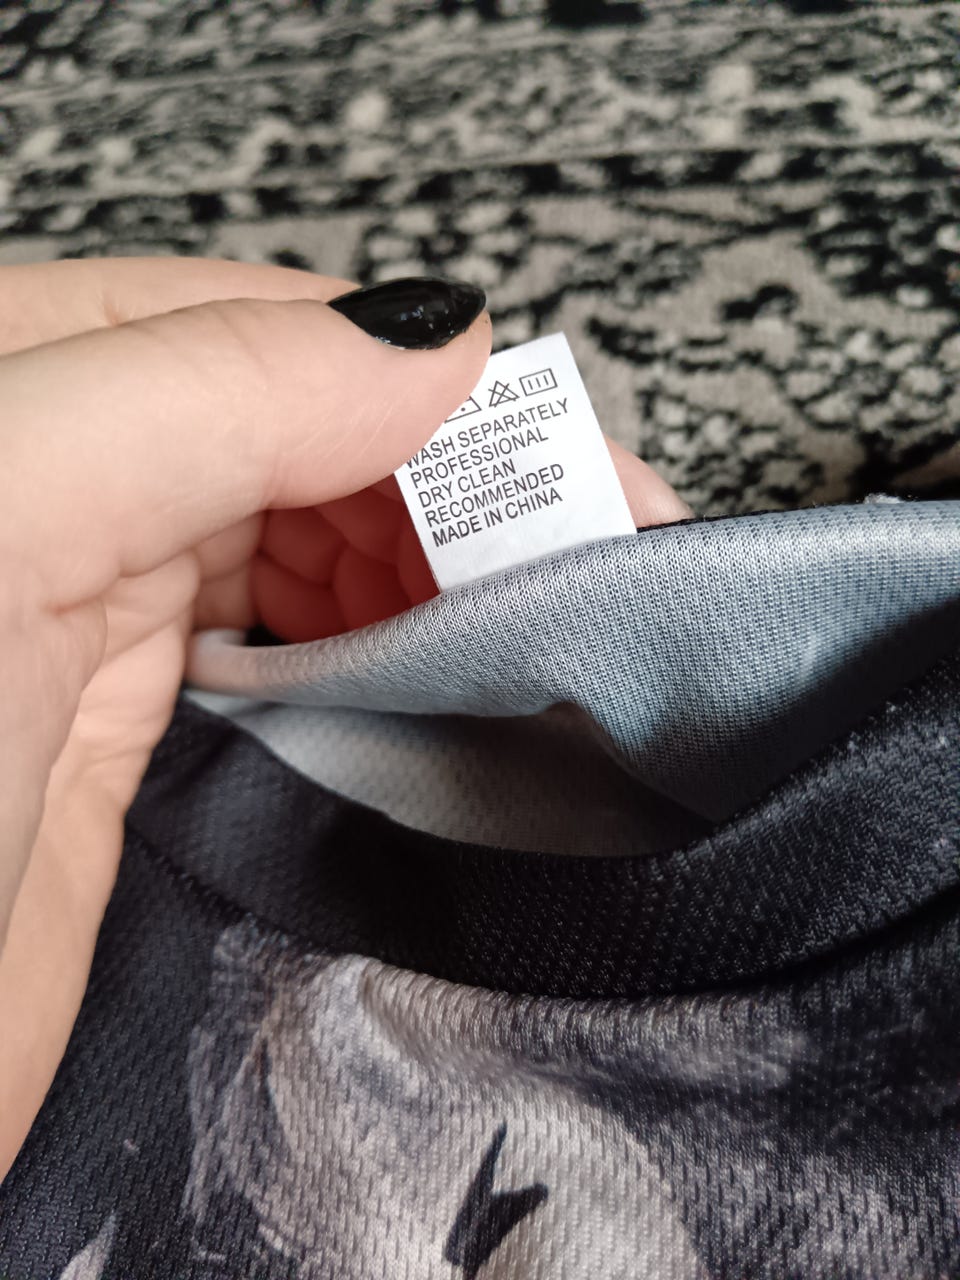 WASH SEPARATELY
PROFESSIONAL
DRY CLEAN
RECOMMENDED
MADE IN CHINA